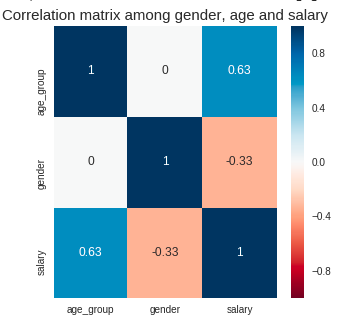 Correlation matrix among gender, age and salary
age_group
1
0
0.63
gender
0
1
-0.33
salary
0.63
-0.33
1
age_group
gender
salary
0.8
0.4
0.0
−0.4
−0.8